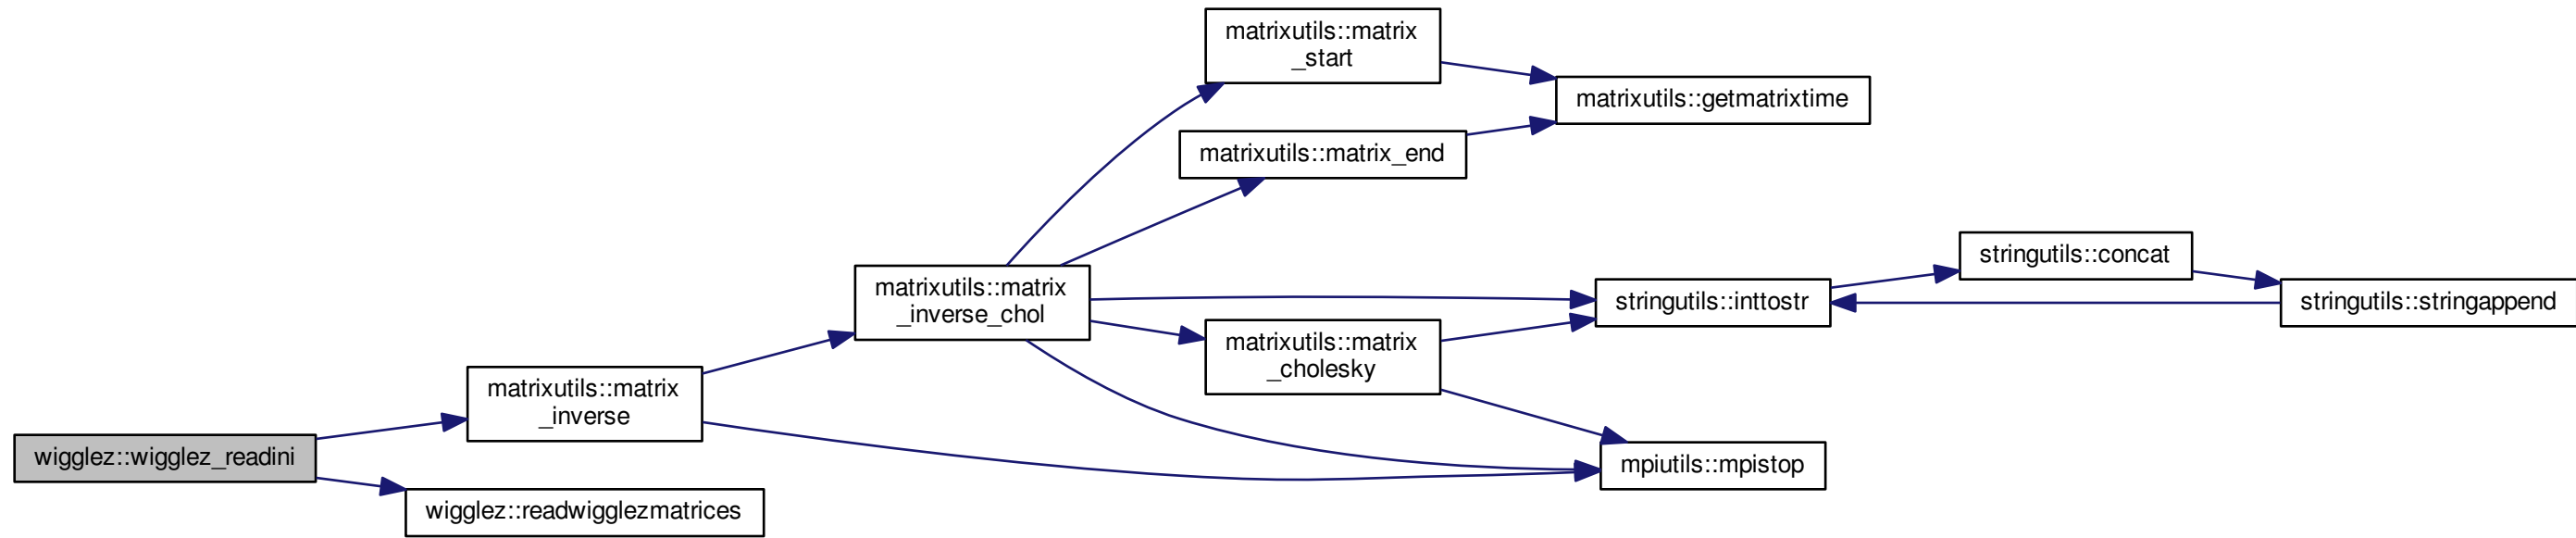 matrixutils::matrix
_start
matrixutils::getmatrixtime
matrixutils::matrix_end
stringutils::concat
matrixutils::matrix
_inverse_chol
stringutils::inttostr
stringutils::stringappend
matrixutils::matrix
_cholesky
matrixutils::matrix
_inverse
wigglez::wigglez_readini
mpiutils::mpistop
wigglez::readwigglezmatrices